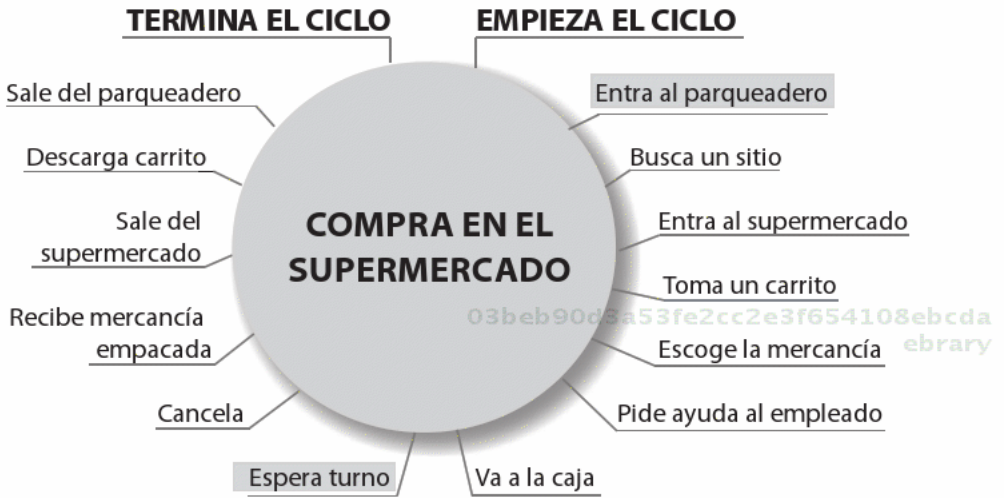 TERMINA EL CICLO
EMPIEZA EL CICLO
Entra al parqueadero
Busca un sitio
Entra al supermercado
Toma un carrito
Escoge la mercancía
Pide ayuda al empleado
Va a la caja
Espera turno
Cancela
Recibe mercancía
empacada
Sale del
supermercado
Descarga carrito
Sale del parqueadero
COMPRA EN EL
SUPERMERCADO
03beb90d3a53fe2cc2e3f654108ebcda
ebrary